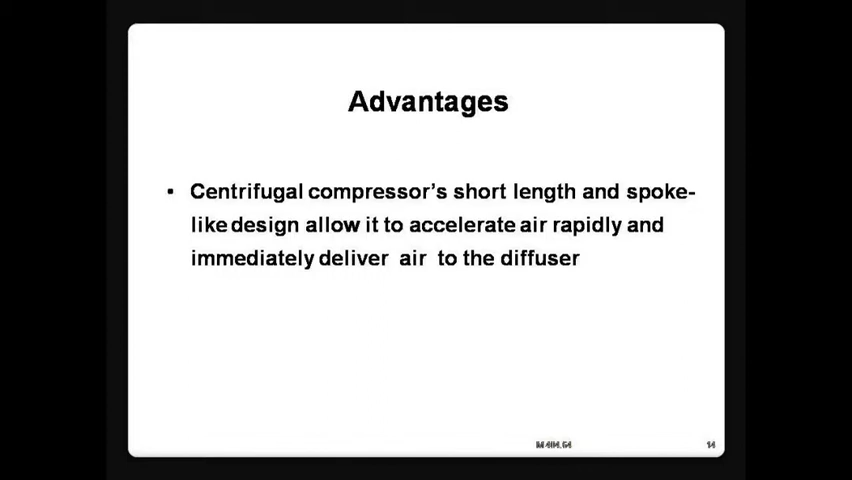 Advantages
• Centrifugal compressor's short length and spoke-
like design allow it to accelerate air rapidly and
immediately deliver air to the diffuser
14